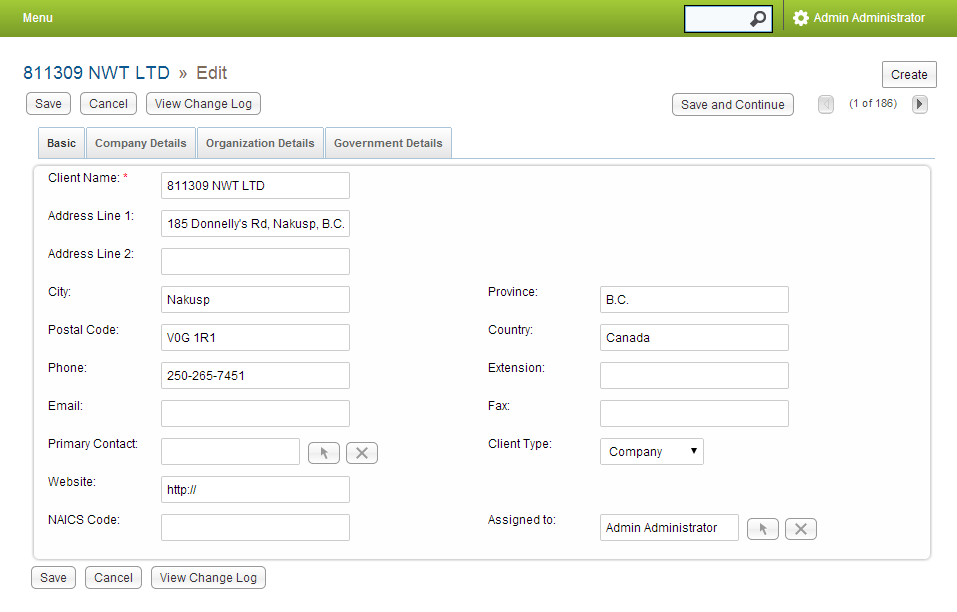 Menu Admin Administrator
811309 NWT LTD » Edit Create
Save Cancel View Change Log Save and Continue (1 of 186)
Basic Company Details Organization Details Government Details
Client Name: * 811309 NWT LTD
Address Line 1: 185 Donnelly's Rd, Nakusp, B.C.
Address Line 2:
City: Nakusp Province: B.C.
Postal Code: V0G 1R1 Country: Canada
Phone: 250-265-7451 Extension:
Email: Fax:
Primary Contact: Client Type: Company
Website: http://
NAICS Code: Assigned to: Admin Administrator
Save Cancel View Change Log